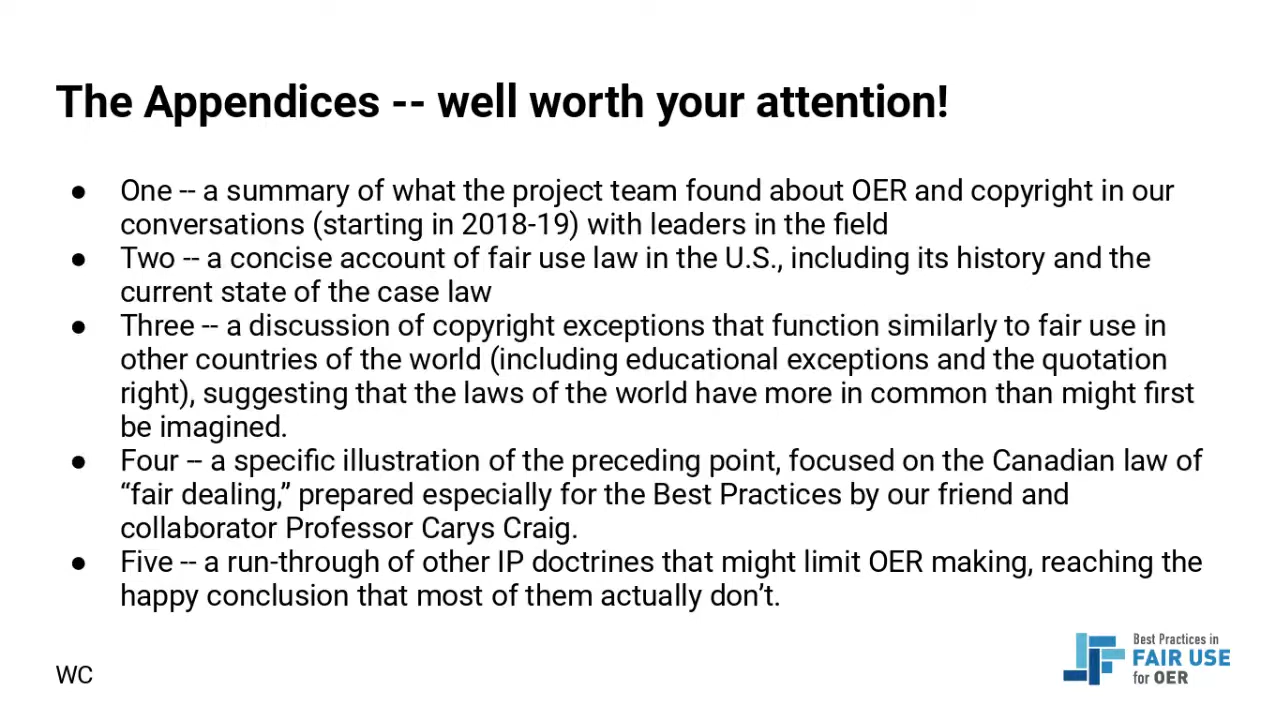 The Appendices -- well worth your attention!
● One -- a summary of what the project team found about OER and copyright in our
conversations (starting in 2018-19) with leaders in the field
● Two -- a concise account of fair use law in the U.S., including its history and the
current state of the case law
● Three -- a discussion of copyright exceptions that function similarly to fair use in
other countries of the world (including educational exceptions and the quotation
right), suggesting that the laws of the world have more in common than might first
be imagined.
● Four -- a specific illustration of the preceding point, focused on the Canadian law of
“fair dealing,” prepared especially for the Best Practices by our friend and
collaborator Professor Carys Craig.
● Five -- a run-through of other IP doctrines that might limit OER making, reaching the
happy conclusion that most of them actually don’t.
WC
Best Practices in
FAIR USE
for OER